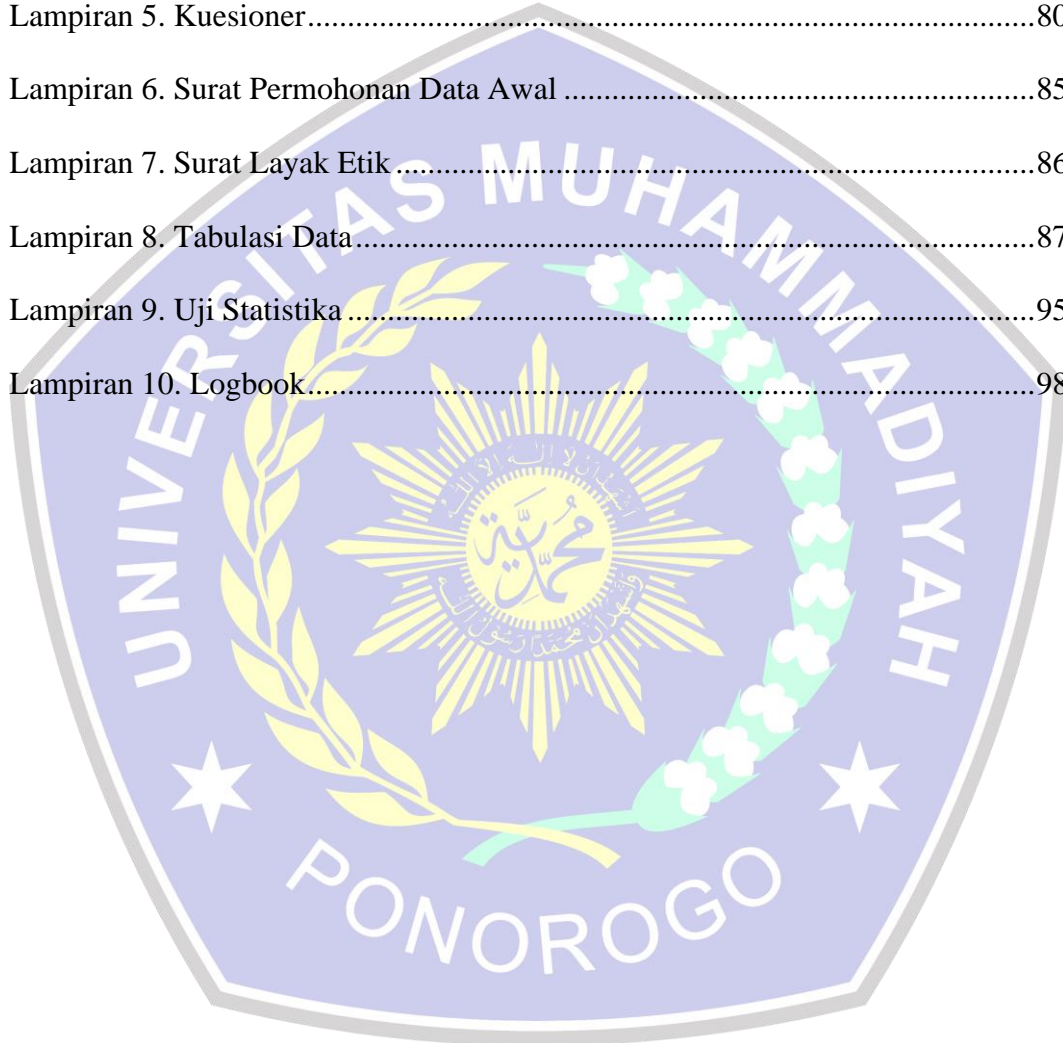 Lampiran 5. Kuesioner....................................................................................................80
Lampiran 6. Surat Permohonan Data Awal ................................................................85
Lampiran 7. Surat Layak Etik .......................................................................................86
Lampiran 8. Tabulasi Data.............................................................................................87
Lampiran 9. Uji Statistika ..............................................................................................95
Lampiran 10. Logbook...................................................................................................98
UNIVERSITAS MUHAMMADIYAH
PONOROGO
محمدية